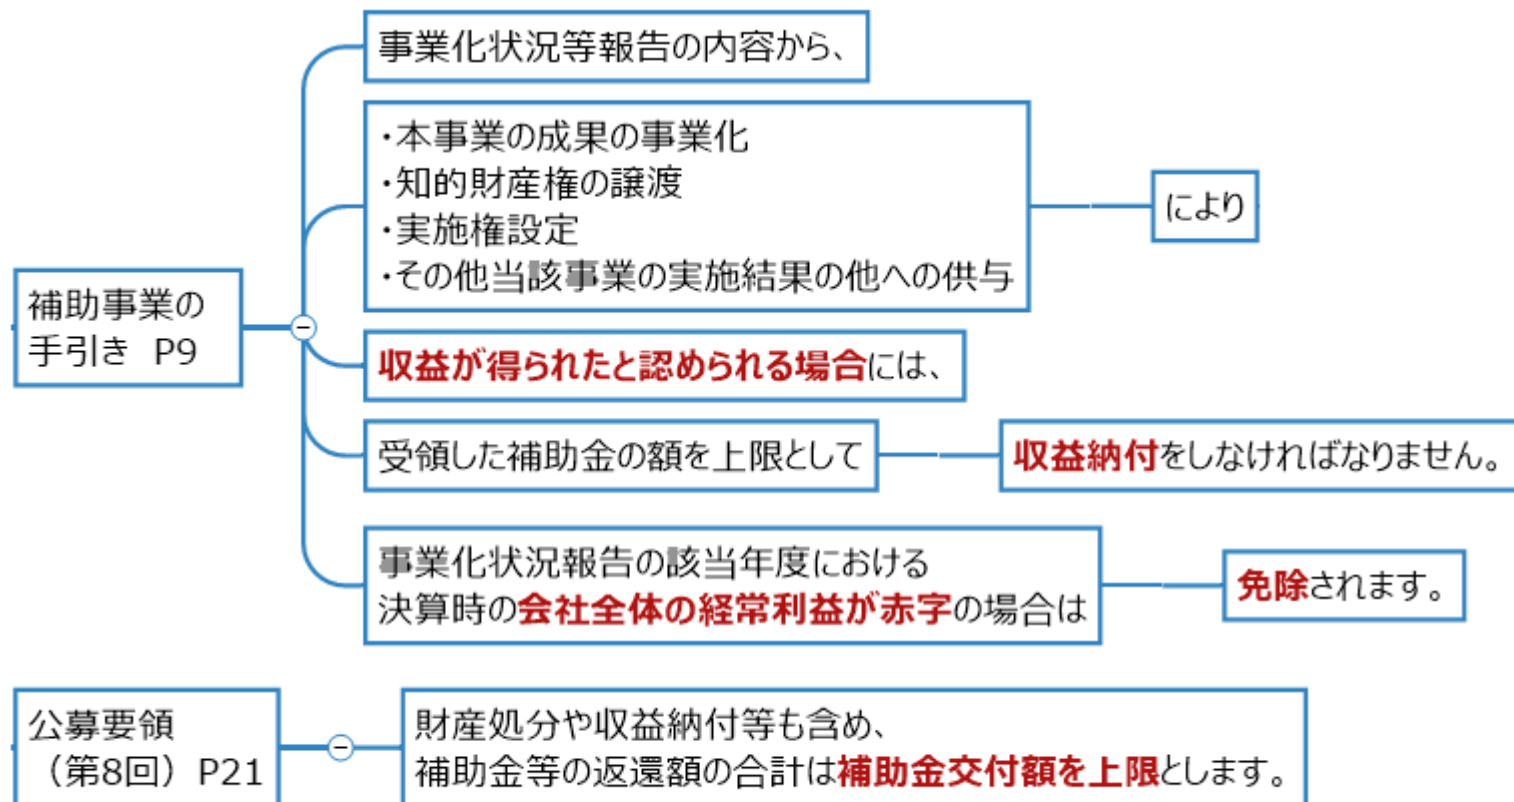 事業化状況等報告の内容から、
・本事業の成果の事業化
・知的財産権の譲渡
・実施権設定
・その他当該事業の実施結果の他への供与
により
補助事業の
手引き P9
収益が得られたと認められる場合には、
受領した補助金の額を上限として
収益納付をしなければなりません。
事業化状況報告の該当年度における
決算時の会社全体の経常利益が赤字の場合は
免除されます。
公募要領
（第8回）P21
財産処分や収益納付等も含め、
補助金等の返還額の合計は補助金交付額を上限とします。